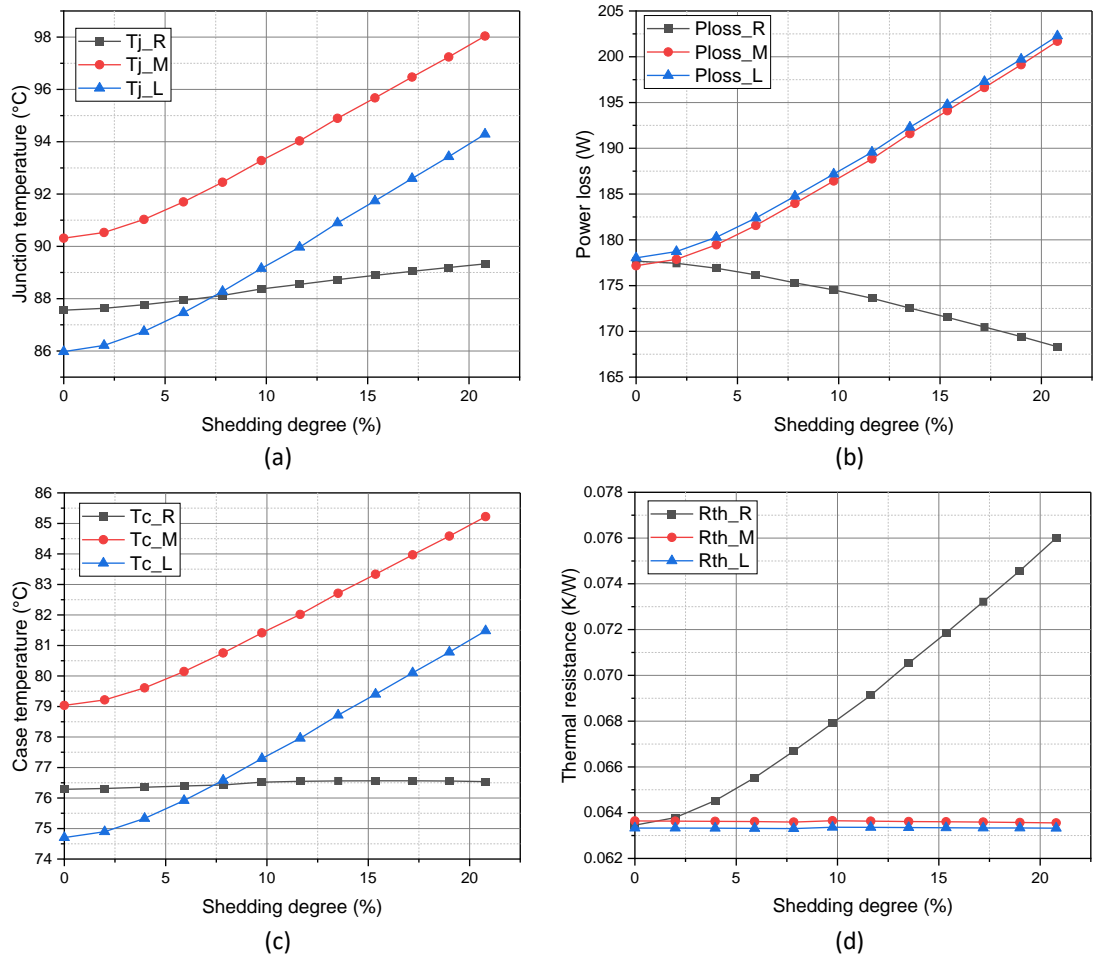 98
96
94
92
90
88
86
0
5
10
15
20
Junction temperature (°C)
Shedding degree (%)
Tj_R
Tj_M
Tj_L
(a)
205
200
195
190
185
180
175
170
165
0
5
10
15
20
Power loss (W)
Shedding degree (%)
Ploss_R
Ploss_M
Ploss_L
(b)
86
85
84
83
82
81
80
79
78
77
76
75
74
0
5
10
15
20
Case temperature (°C)
Shedding degree (%)
Tc_R
Tc_M
Tc_L
(c)
0.078
0.076
0.074
0.072
0.070
0.068
0.066
0.064
0.062
0
5
10
15
20
Thermal resistance (K/W)
Shedding degree (%)
Rth_R
Rth_M
Rth_L
(d)